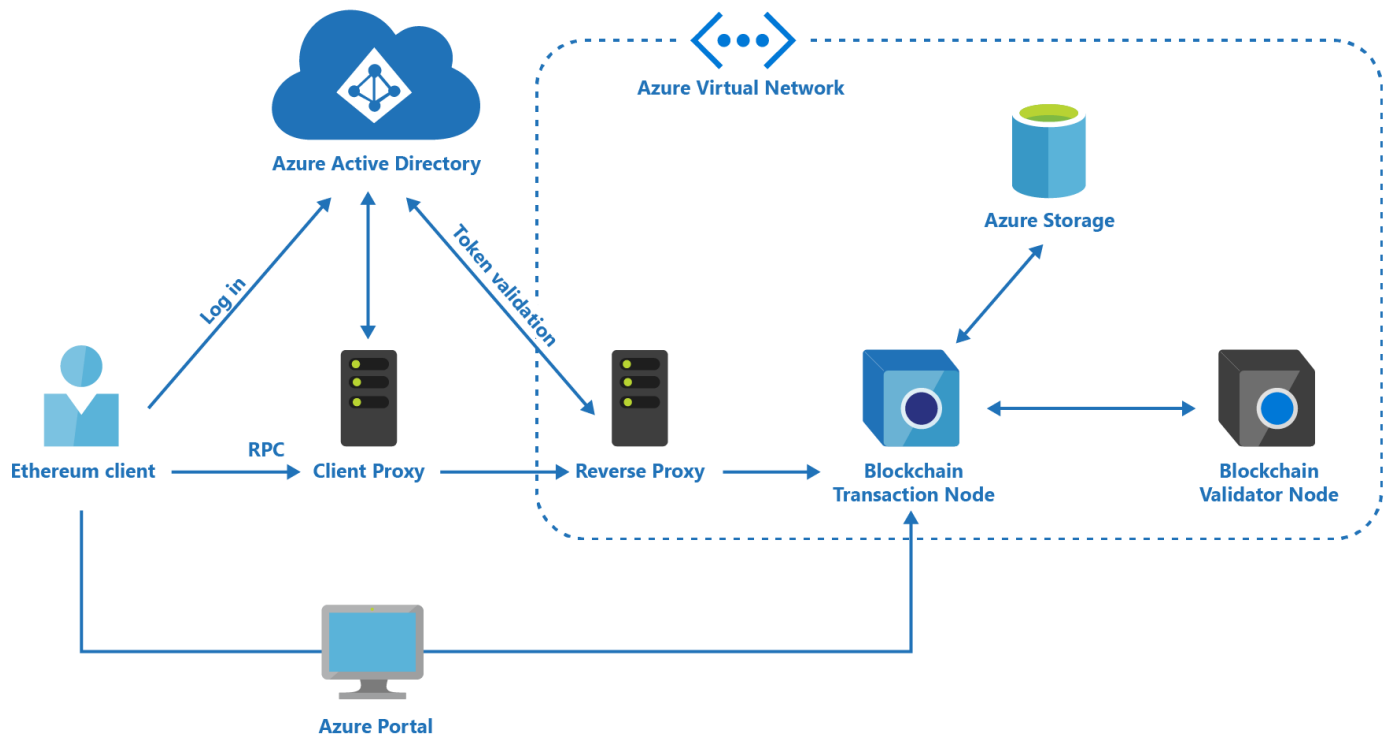 Azure Virtual Network
Azure Active Directory
Azure Storage
Log in
Token validation
RPC
Ethereum client
Client Proxy
Reverse Proxy
Blockchain
Transaction Node
Blockchain
Validator Node
Azure Portal